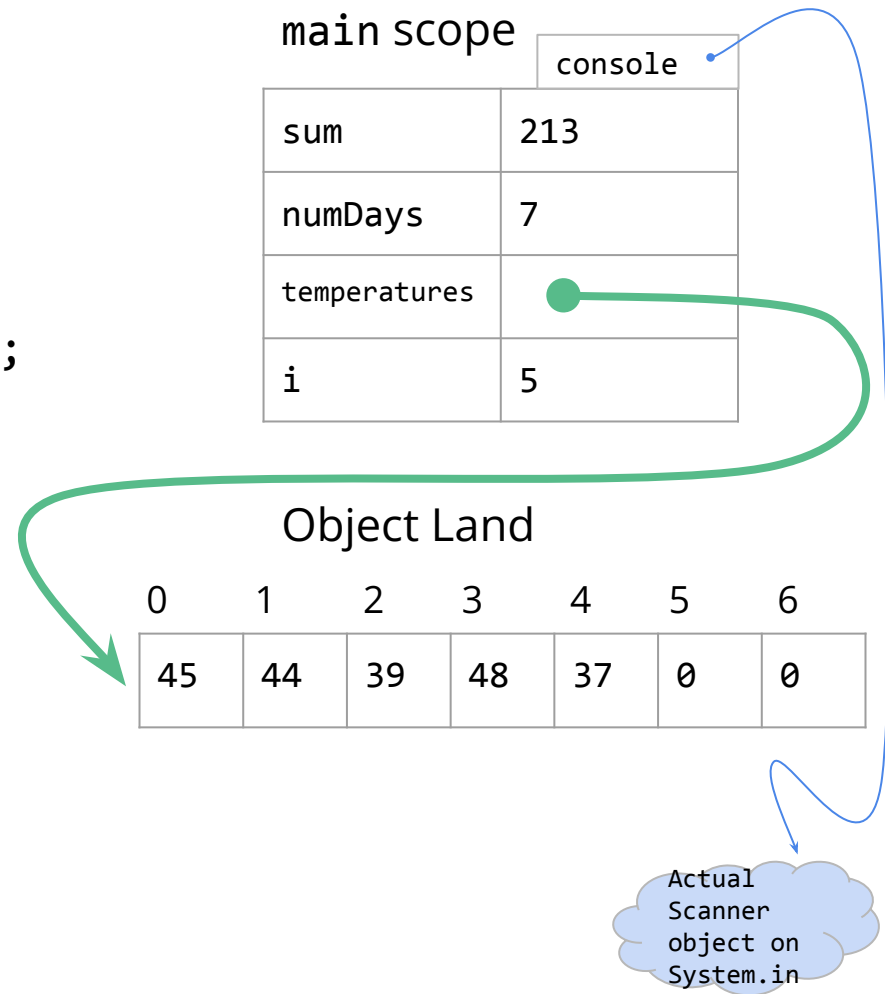 main scope
console
sum 213
numDays 7
temperatures
;
i 5
Object Land
0 1 2 3 4 5 6
45 44 39 48 37 0 0
Actual
Scanner
object on
System.in